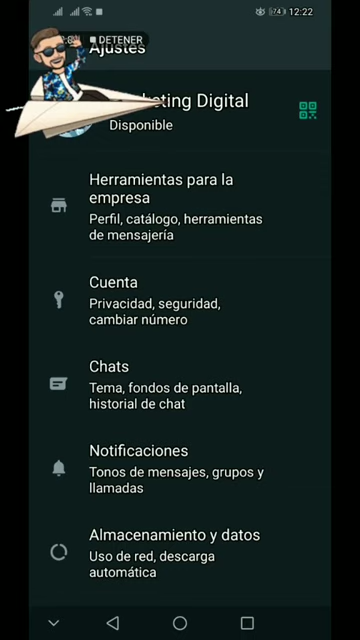 74 12:22
DETENER
Ajustes
keting Digital
Disponible
Herramientas para la
empresa
Perfil, catálogo, herramientas
de mensajería
Cuenta
Privacidad, seguridad,
cambiar número
Chats
Tema, fondos de pantalla,
historial de chat
Notificaciones
Tonos de mensajes, grupos y
llamadas
Almacenamiento y datos
Uso de red, descarga
automática